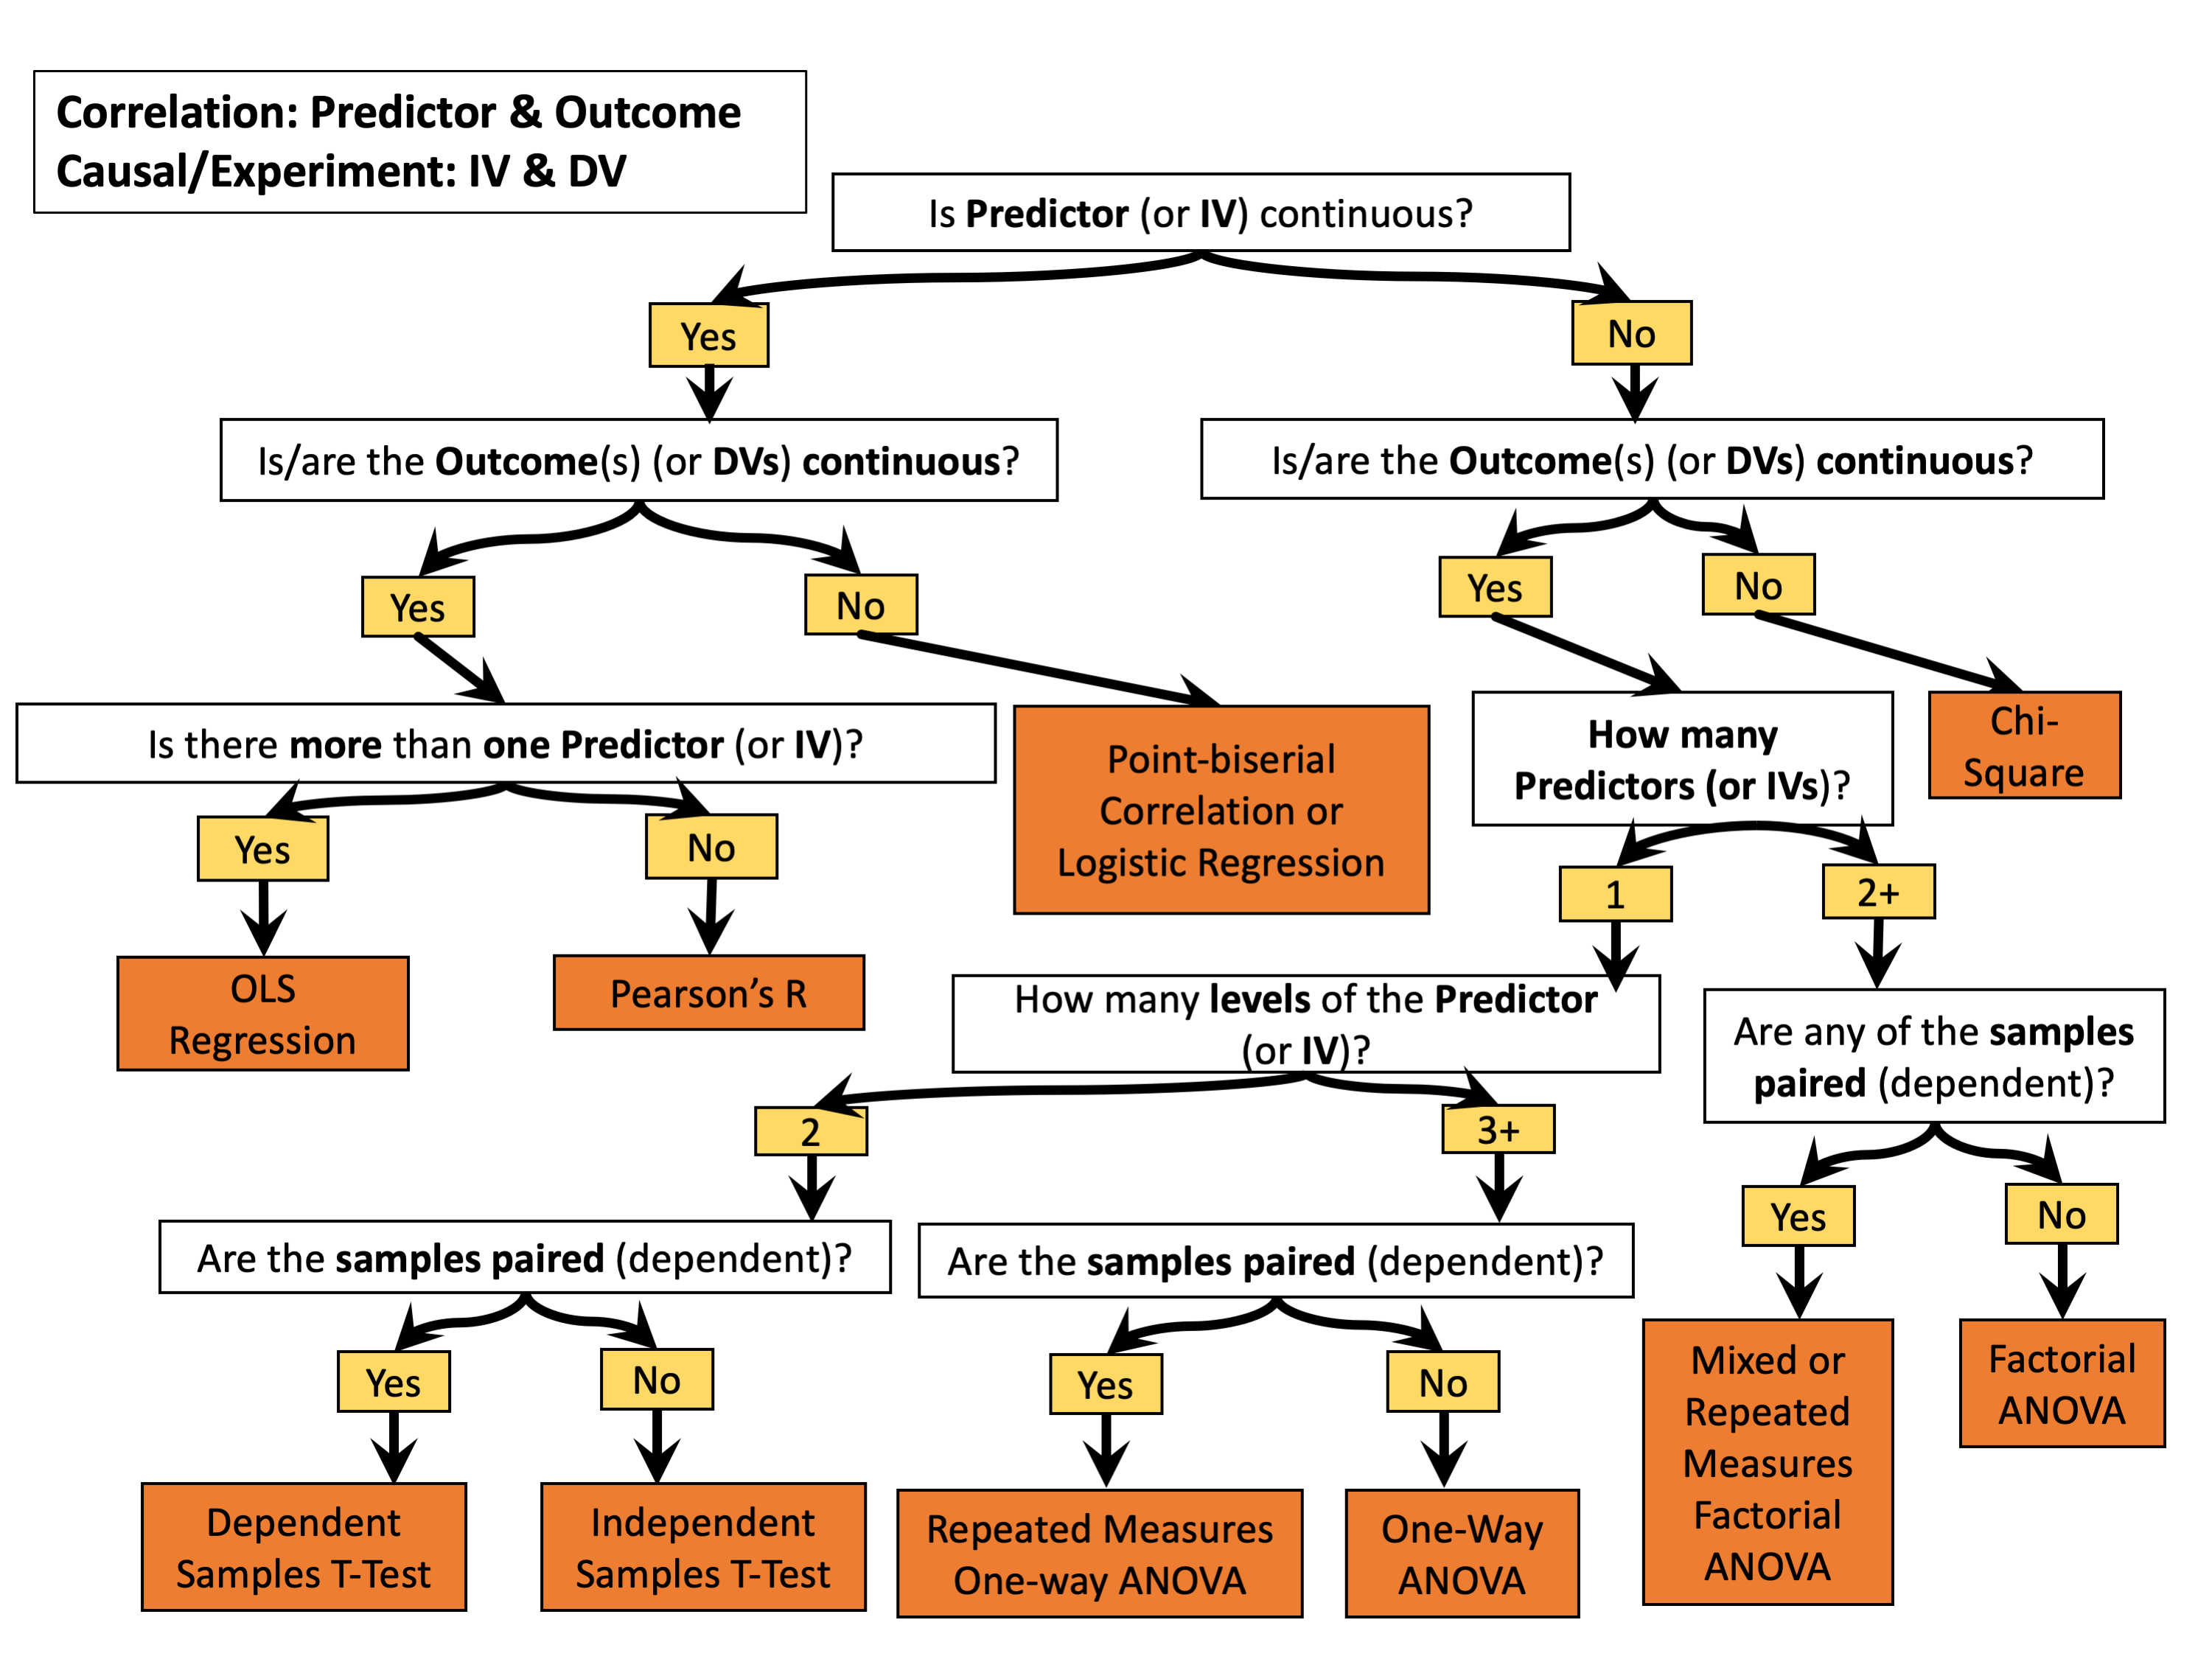 Correlation: Predictor & Outcome
Causal/Experiment: IV & DV
Is Predictor (or IV) continuous?
Yes
No
Is/are the Outcome(s) (or DVs) continuous?
Is/are the Outcome(s) (or DVs) continuous?
Yes
No
Yes
No
Is there more than one Predictor (or IV)?
Point-biserial
Correlation or
Logistic Regression
How many
Predictors (or IVs)?
Chi-
Square
Yes
No
1
2+
OLS
Regression
Pearson’s R
How many levels of the Predictor
(or IV)?
Are any of the samples
paired (dependent)?
2
3+
Yes
No
Are the samples paired (dependent)?
Are the samples paired (dependent)?
Yes
No
Yes
No
Mixed or
Repeated
Measures
Factorial
ANOVA
Factorial
ANOVA
Dependent
Samples T-Test
Independent
Samples T-Test
Repeated Measures
One-way ANOVA
One-Way
ANOVA